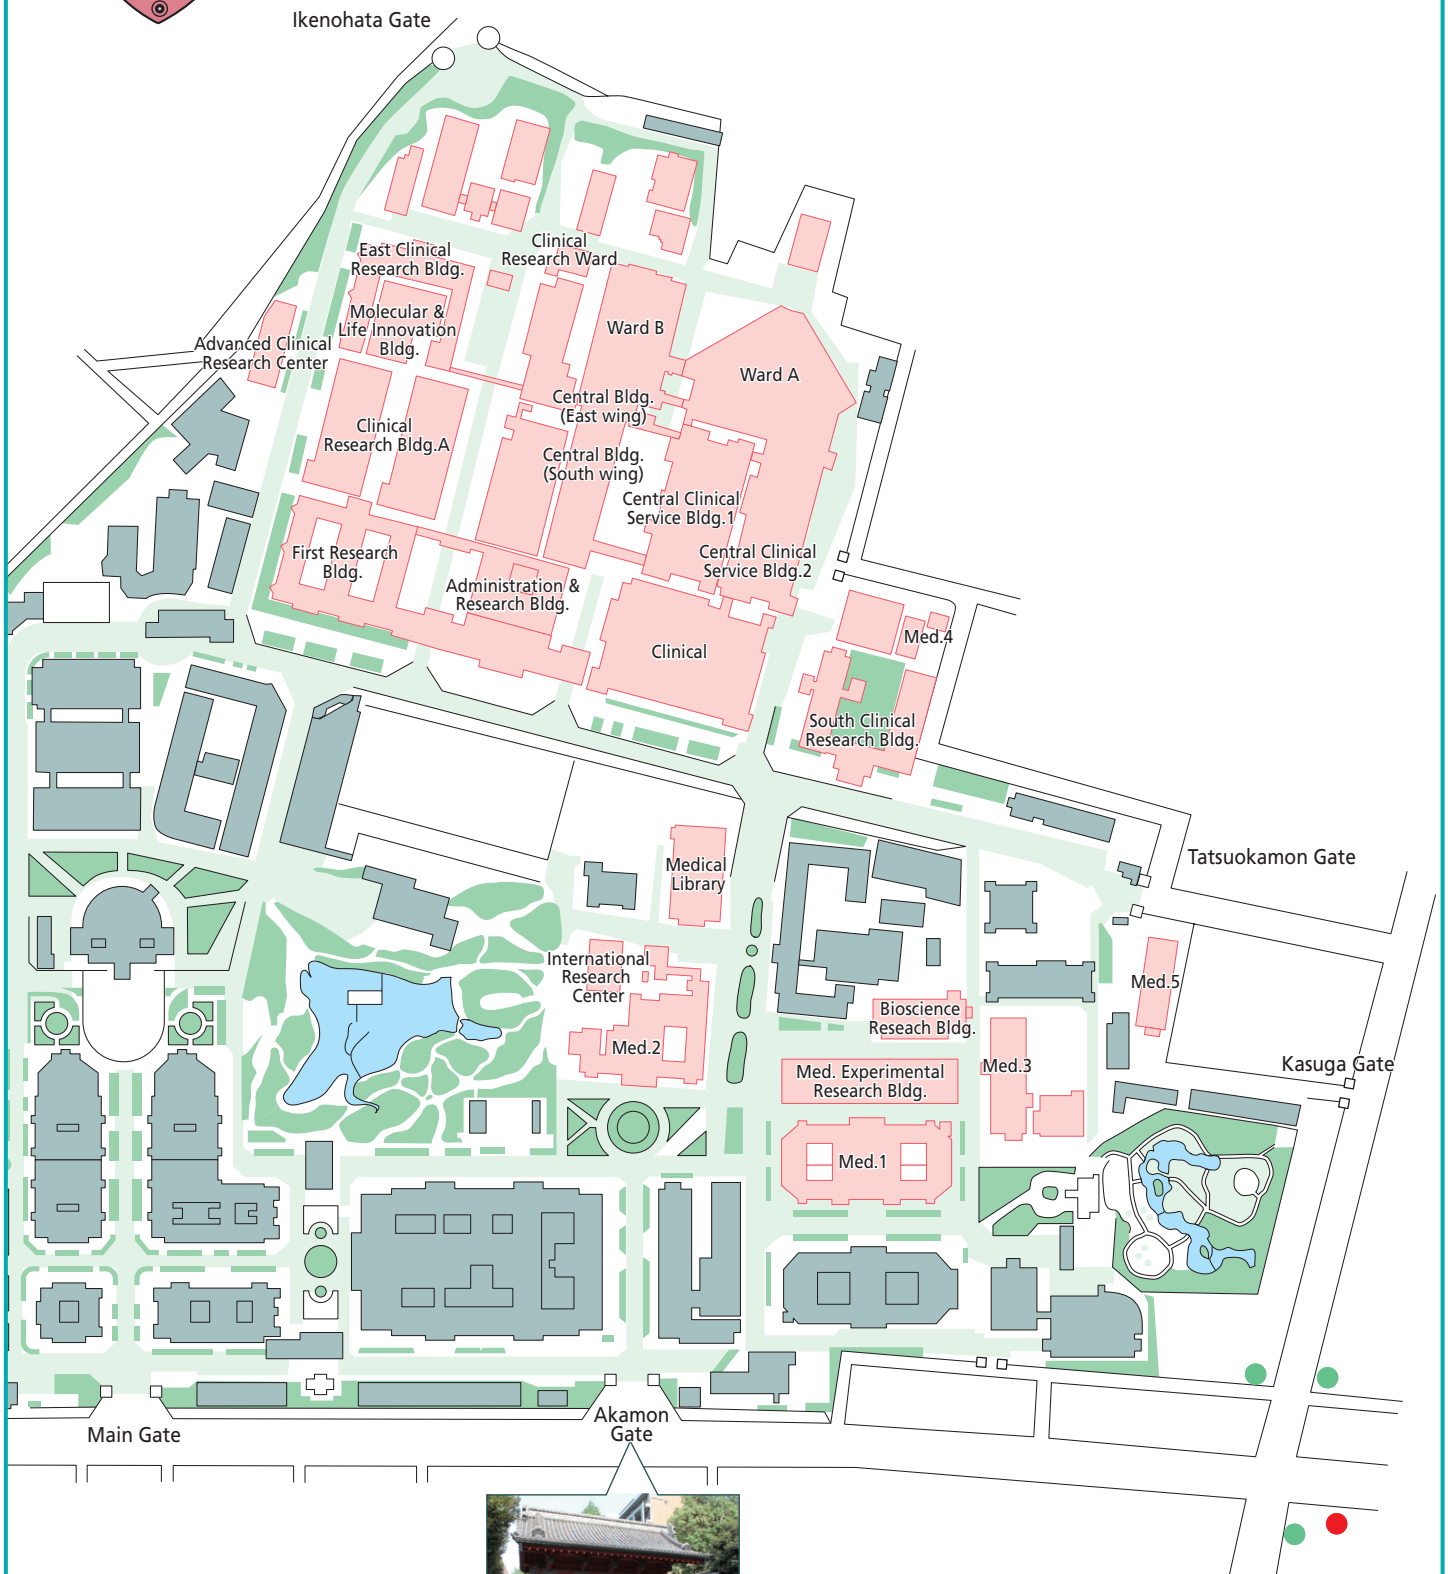 Ikenohata Gate
East Clinical
Research Bldg.
Clinical
Research Ward
Molecular &
Life Innovation
Bldg.
Ward B
Advanced Clinical
Research Center
Ward A
Central Bldg.
(East wing)
Clinical
Research Bldg.A
Central Bldg.
(South wing)
Central Clinical
Service Bldg.1
First Research
Bldg.
Central Clinical
Service Bldg.2
Administration &
Research Bldg.
Med.4
Clinical
South Clinical
Research Bldg.
Medical
Library
Tatsuokamon Gate
International
Research
Center
Med.5
Bioscience
Reseach Bldg.
Med.2
Med.3
Kasuga Gate
Med. Experimental
Research Bldg.
Med.1
Main Gate
Akamon
Gate